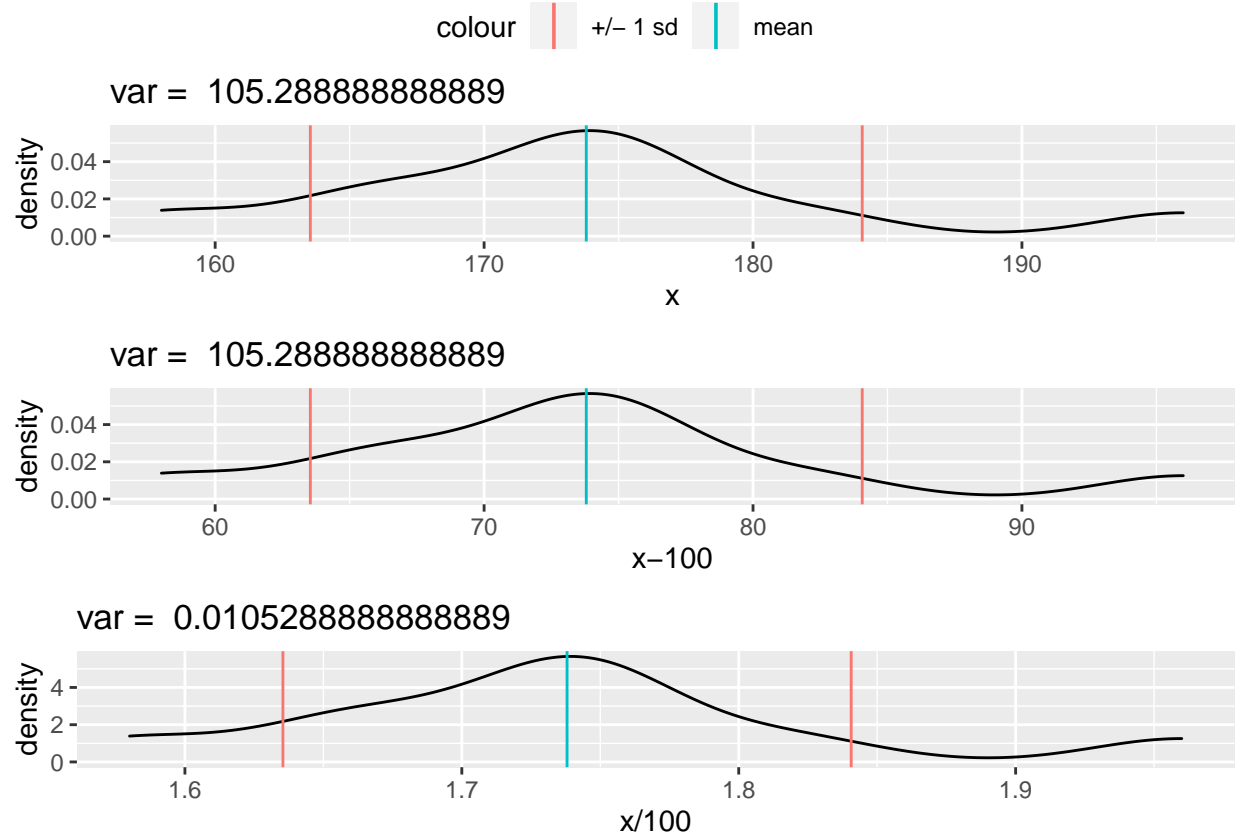 colour +/− 1 sd mean
var = 105.288888888889
density
0.04
0.02
0.00
160 170 180 190
x
var = 105.288888888889
density
0.04
0.02
0.00
60 70 80 90
x−100
var = 0.0105288888888889
density
4
2
0
1.6 1.7 1.8 1.9
x/100